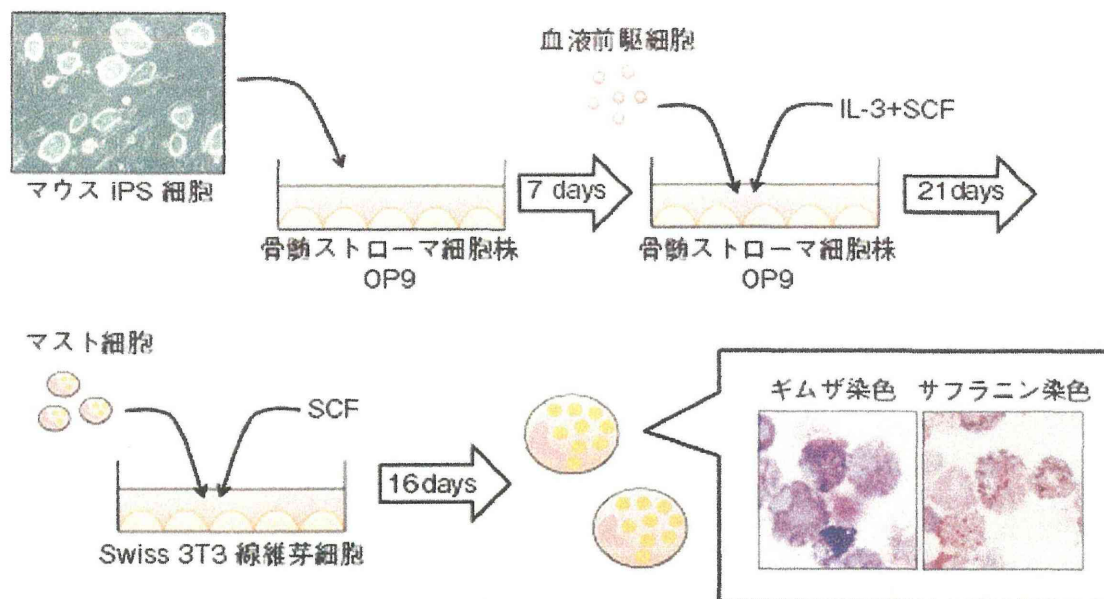 血液前駆細胞
IL-3+SCF
マウス iPS 細胞
7 days
21days
骨髄ストローマ細胞株
OP9
骨髄ストローマ細胞株
OP9
マスト細胞
SCF
16days
Swiss 3T3 線維芽細胞
ギムザ染色
サフラニン染色